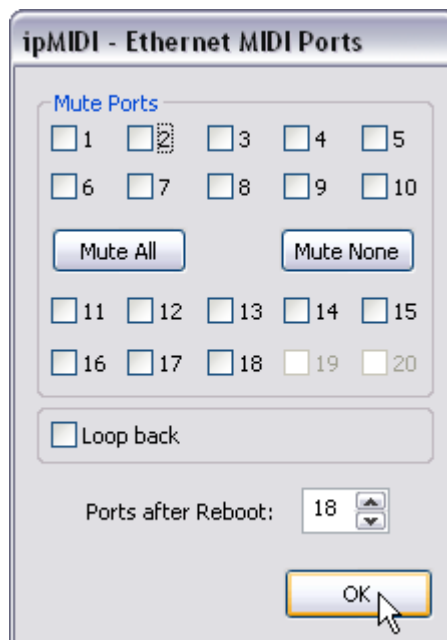 ipMIDI - Ethernet MIDI Ports
Mute Ports
1 2 3 4 5
6 7 8 9 10
Mute All Mute None
11 12 13 14 15
16 17 18 19 20
Loop back
Ports after Reboot: 18
OK